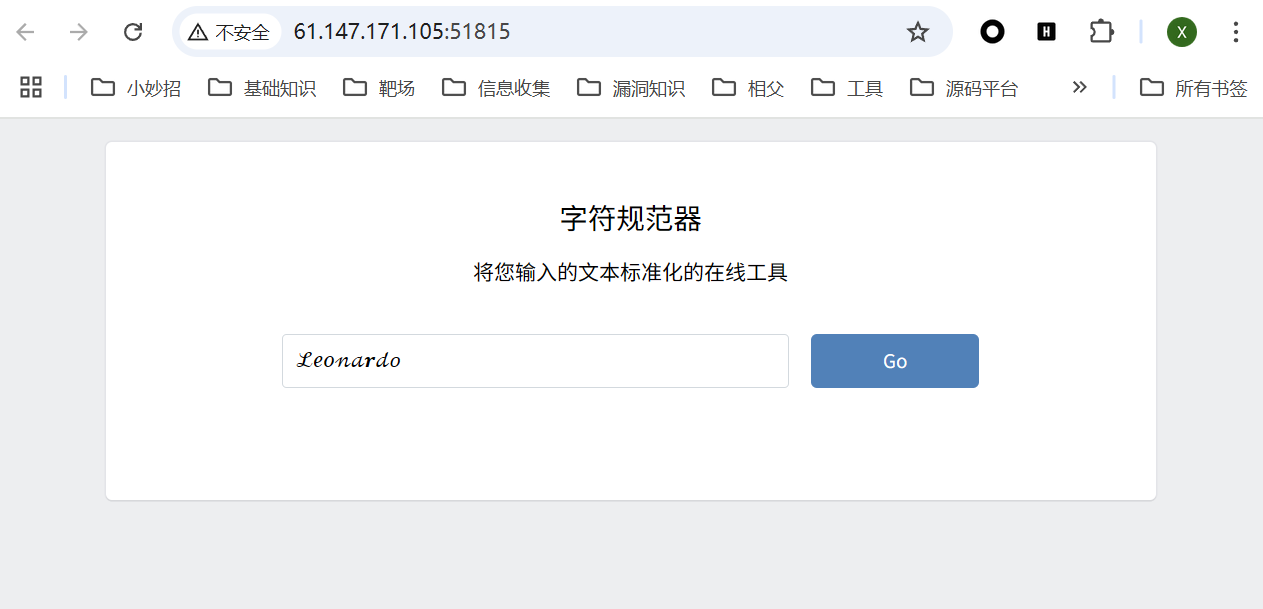 不安全 61.147.171.105:51815 H X
小妙招 基础知识 靶场 信息收集 漏洞知识 相父 工具 源码平台 » 所有书签
字符规范器
将您输入的文本标准化的在线工具
𝓛𝓮𝓸𝓷𝓪𝓻𝓭𝓸 Go